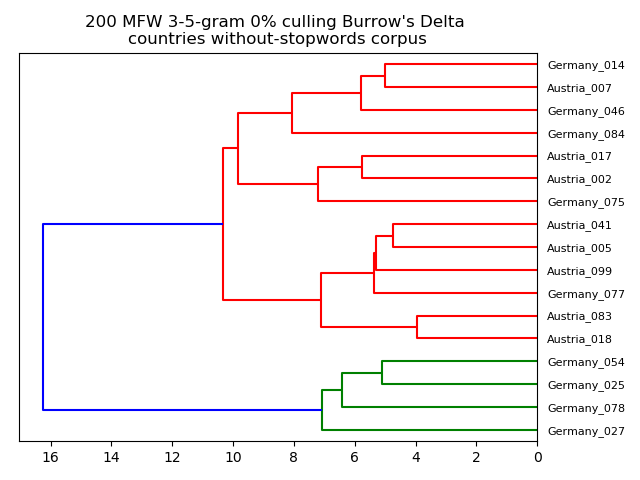 200 MFW 3-5-gram 0% culling Burrow's Delta
countries without-stopwords corpus
Germany_014
Austria_007
Germany_046
Germany_084
Austria_017
Austria_002
Germany_075
Austria_041
Austria_005
Austria_099
Germany_077
Austria_083
Austria_018
Germany_054
Germany_025
Germany_078
Germany_027
16 14 12 10 8 6 4 2 0